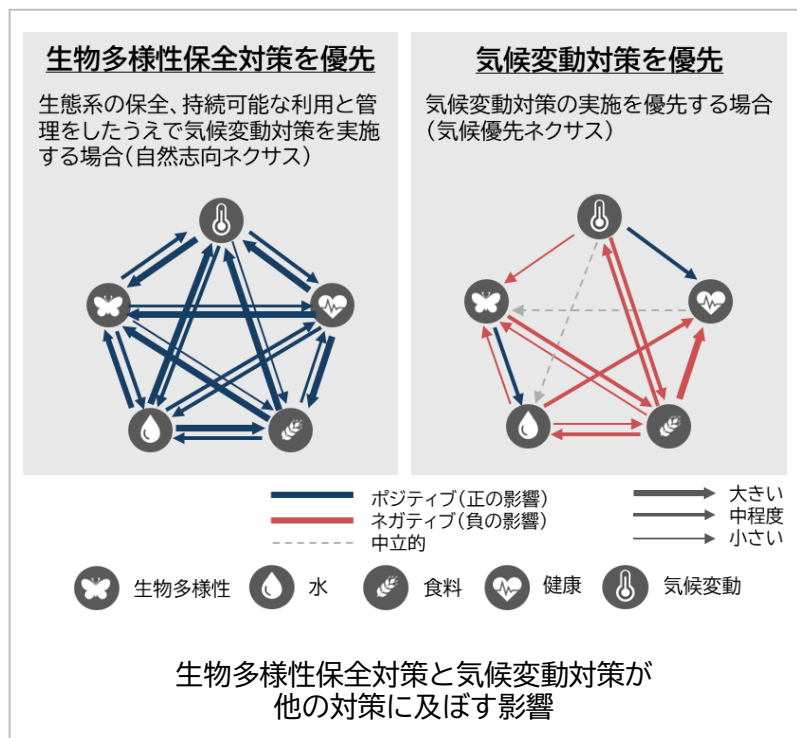 生物多様性保全対策を優先
生態系の保全、持続可能な利用と管
理をしたうえで気候変動対策を実施
する場合(自然志向ネクサス)
気候変動対策を優先
気候変動対策の実施を優先する場合
(気候優先ネクサス)
ポジティブ(正の影響)
ネガティブ(負の影響)
中立的
大きい
中程度
小さい
生物多様性
水
食料
健康
気候変動
生物多様性保全対策と気候変動対策が
他の対策に及ぼす影響